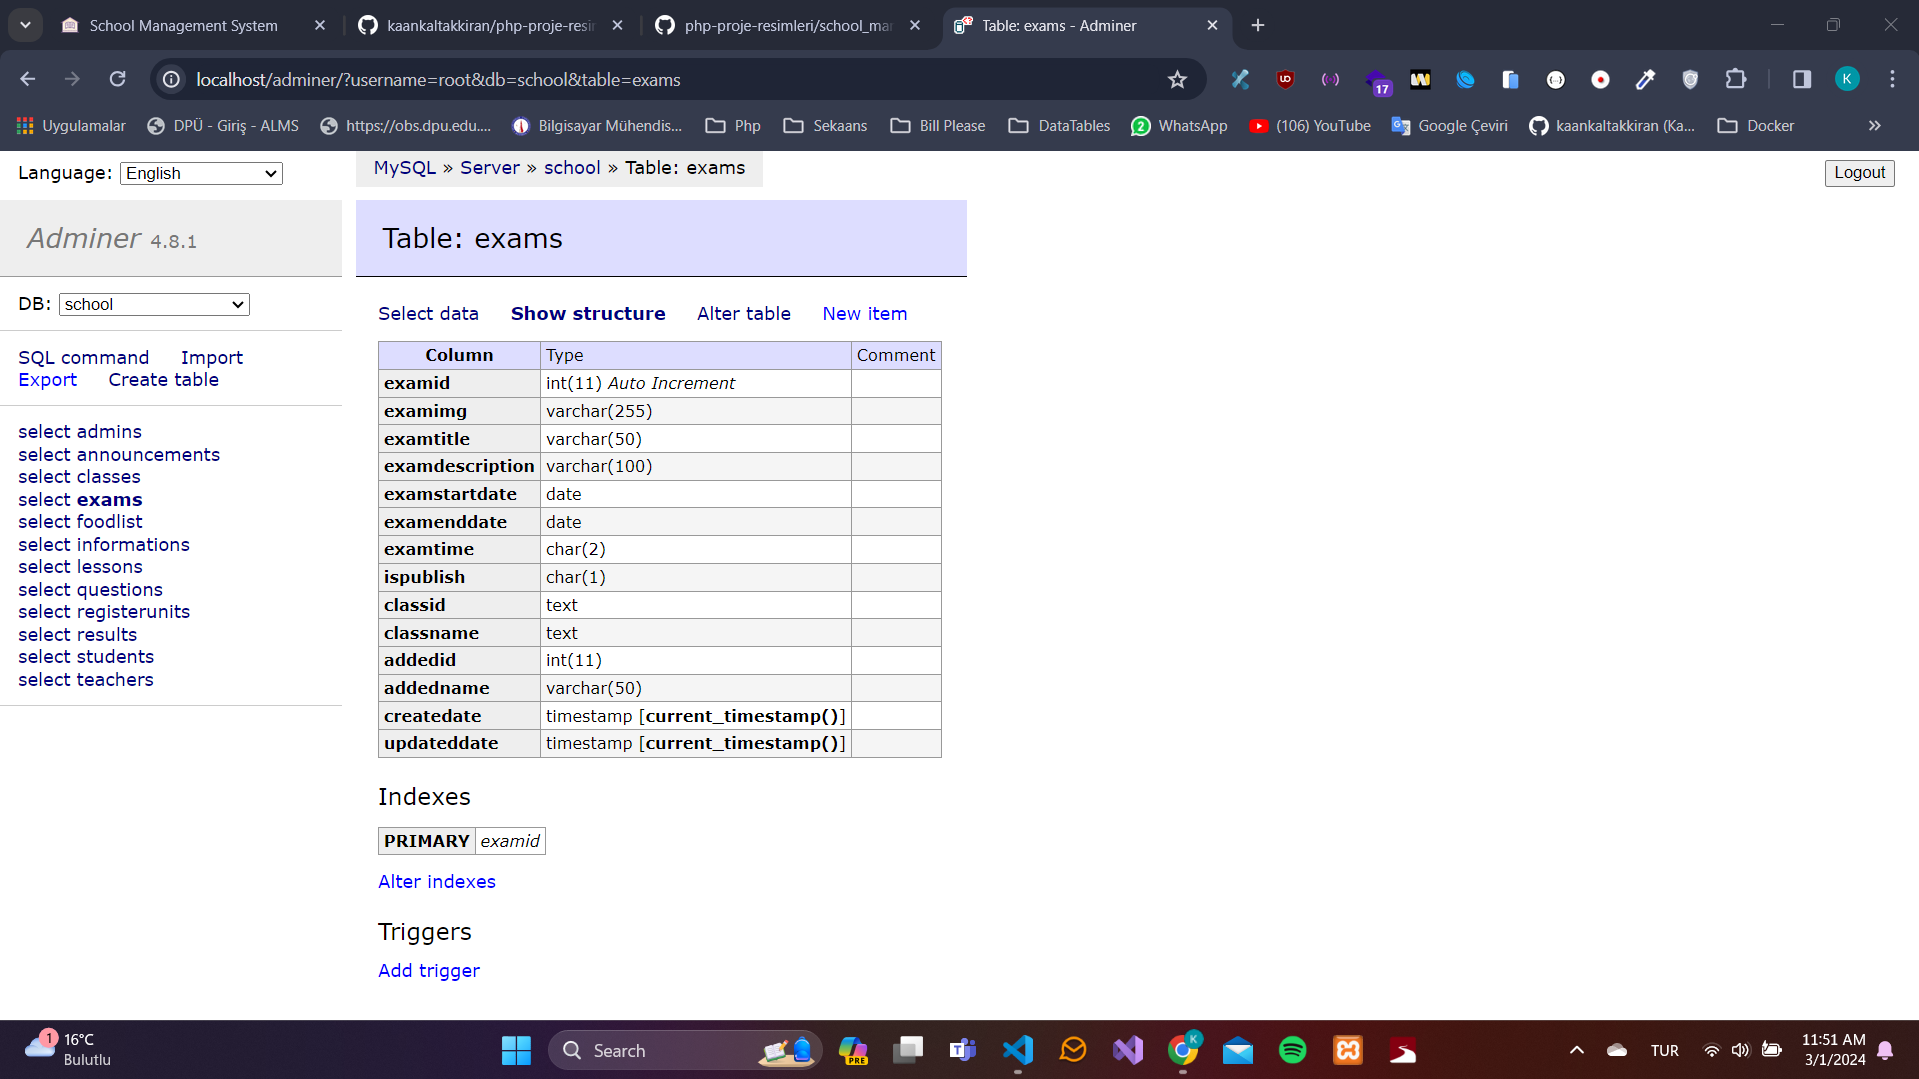 School Management System
kaankaltakkiran/php-proje-resir
php-proje-resimleri/school_mar
Table: exams - Adminer
localhost/adminer/?username=root&db=school&table=exams
17
K
Uygulamalar
DPÜ - Giriş - ALMS
https://obs.dpu.edu....
Bilgisayar Mühendis...
Php
Sekaans
Bill Please
DataTables
2
WhatsApp
(106) YouTube
Google Çeviri
kaankaltakkiran (Ka...
Docker
Language: English
MySQL » Server » school » Table: exams
Logout
Adminer 4.8.1
Table: exams
DB: school
Select data Show structure Alter table New item
SQL command Import
Export Create table
select admins
select announcements
select classes
select exams
select foodlist
select informations
select lessons
select questions
select registerunits
select results
select students
select teachers
Column Type Comment
examid int(11) Auto Increment
examimg varchar(255)
examtitle varchar(50)
examdescription varchar(100)
examstartdate date
examenddate date
examtime char(2)
ispublish char(1)
classid text
classname text
addedid int(11)
addedname varchar(50)
createdate timestamp [current_timestamp()]
updateddate timestamp [current_timestamp()]
Indexes
PRIMARY examid
Alter indexes
Triggers
Add trigger
1
16°C
Bulutlu
Search
PRE
K
TUR
11:51 AM
3/1/2024